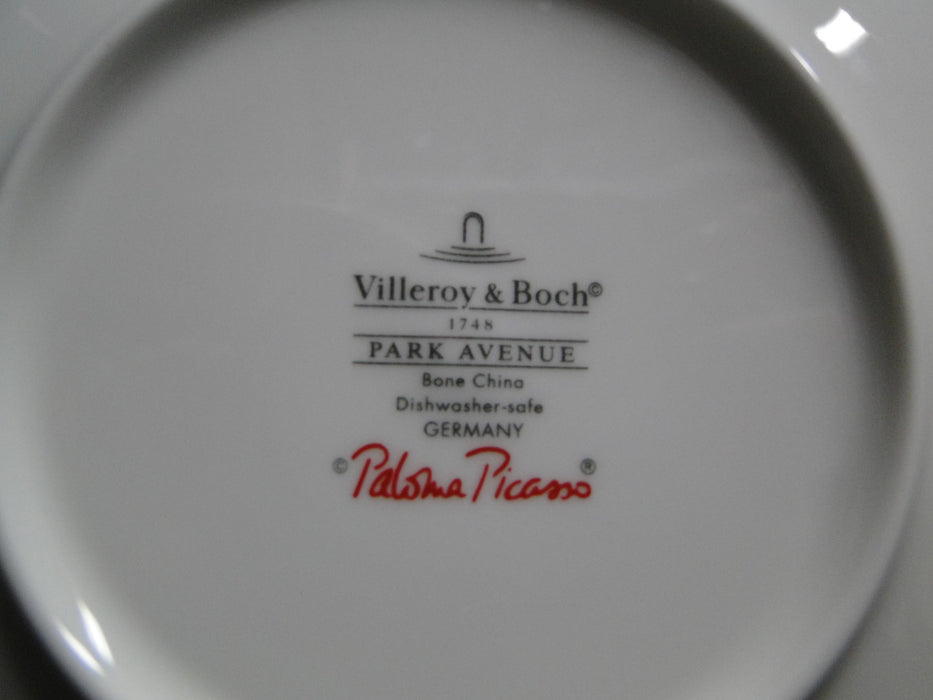 Villeroy & Boch©
1748
PARK AVENUE
Bone China
Dishwasher-safe
GERMANY
© Paloma Picasso ®